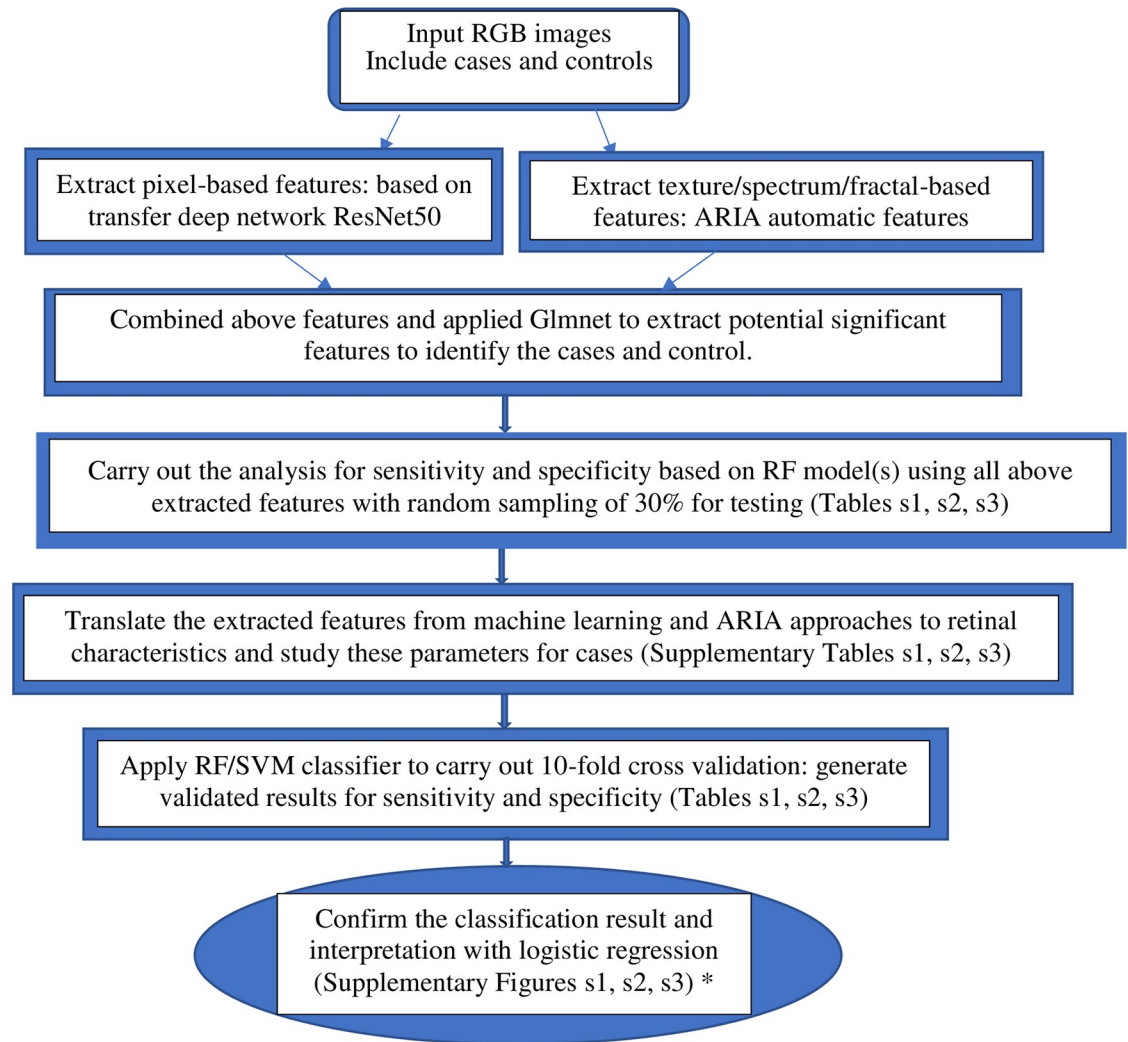 Input RGB images
Include cases and controls
Extract pixel-based features: based on
transfer deep network ResNet50
Extract texture/spectrum/fractal-based
features: ARIA automatic features
Combined above features and applied Glmnet to extract potential significant
features to identify the cases and control.
Carry out the analysis for sensitivity and specificity based on RF model(s) using all above
extracted features with random sampling of 30% for testing (Tables s1, s2, s3)
Translate the extracted features from machine learning and ARIA approaches to retinal
characteristics and study these parameters for cases (Supplementary Tables s1, s2, s3)
Apply RF/SVM classifier to carry out 10-fold cross validation: generate
validated results for sensitivity and specificity (Tables s1, s2, s3)
Confirm the classification result and
interpretation with logistic regression
(Supplementary Figures s1, s2, s3) *